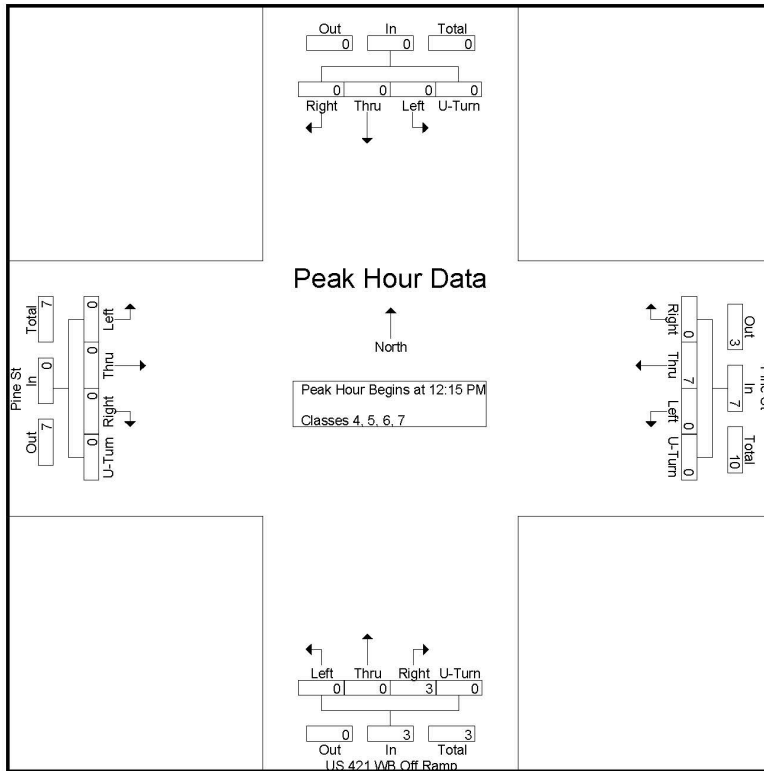 Out In Total
0 0 0
0 0 0 0
Right Thru Left U-Turn
Peak Hour Data
North
Peak Hour Begins at 12:15 PM
Classes 4, 5, 6, 7
Pine St
Total In Out
7 0 7
0 0 0 0
Left Thru Right U-Turn
Right Thru Left U-Turn
0 7 0 0
Out In Total
3 7 10
Pine St
Left Thru Right U-Turn
0 0 3 0
0 3 3
Out In Total
US 421 WB Off Ramp